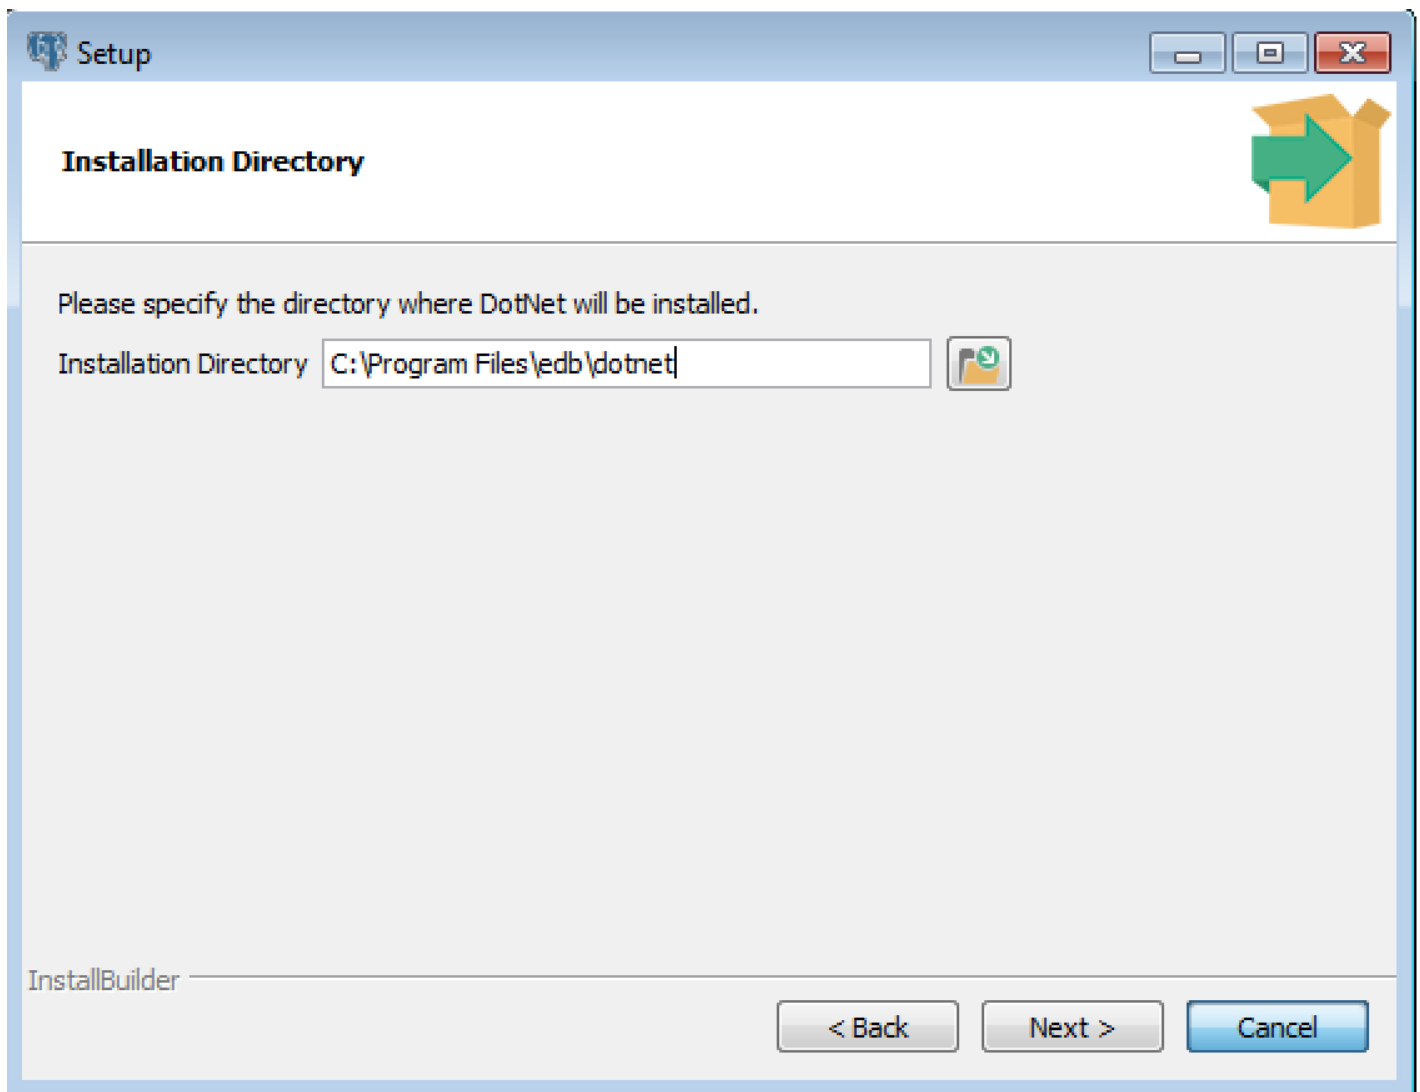 Setup
Installation Directory
Please specify the directory where DotNet will be installed.
Installation Directory C:\Program Files\edb\dotnet
InstallBuilder
< Back Next > Cancel